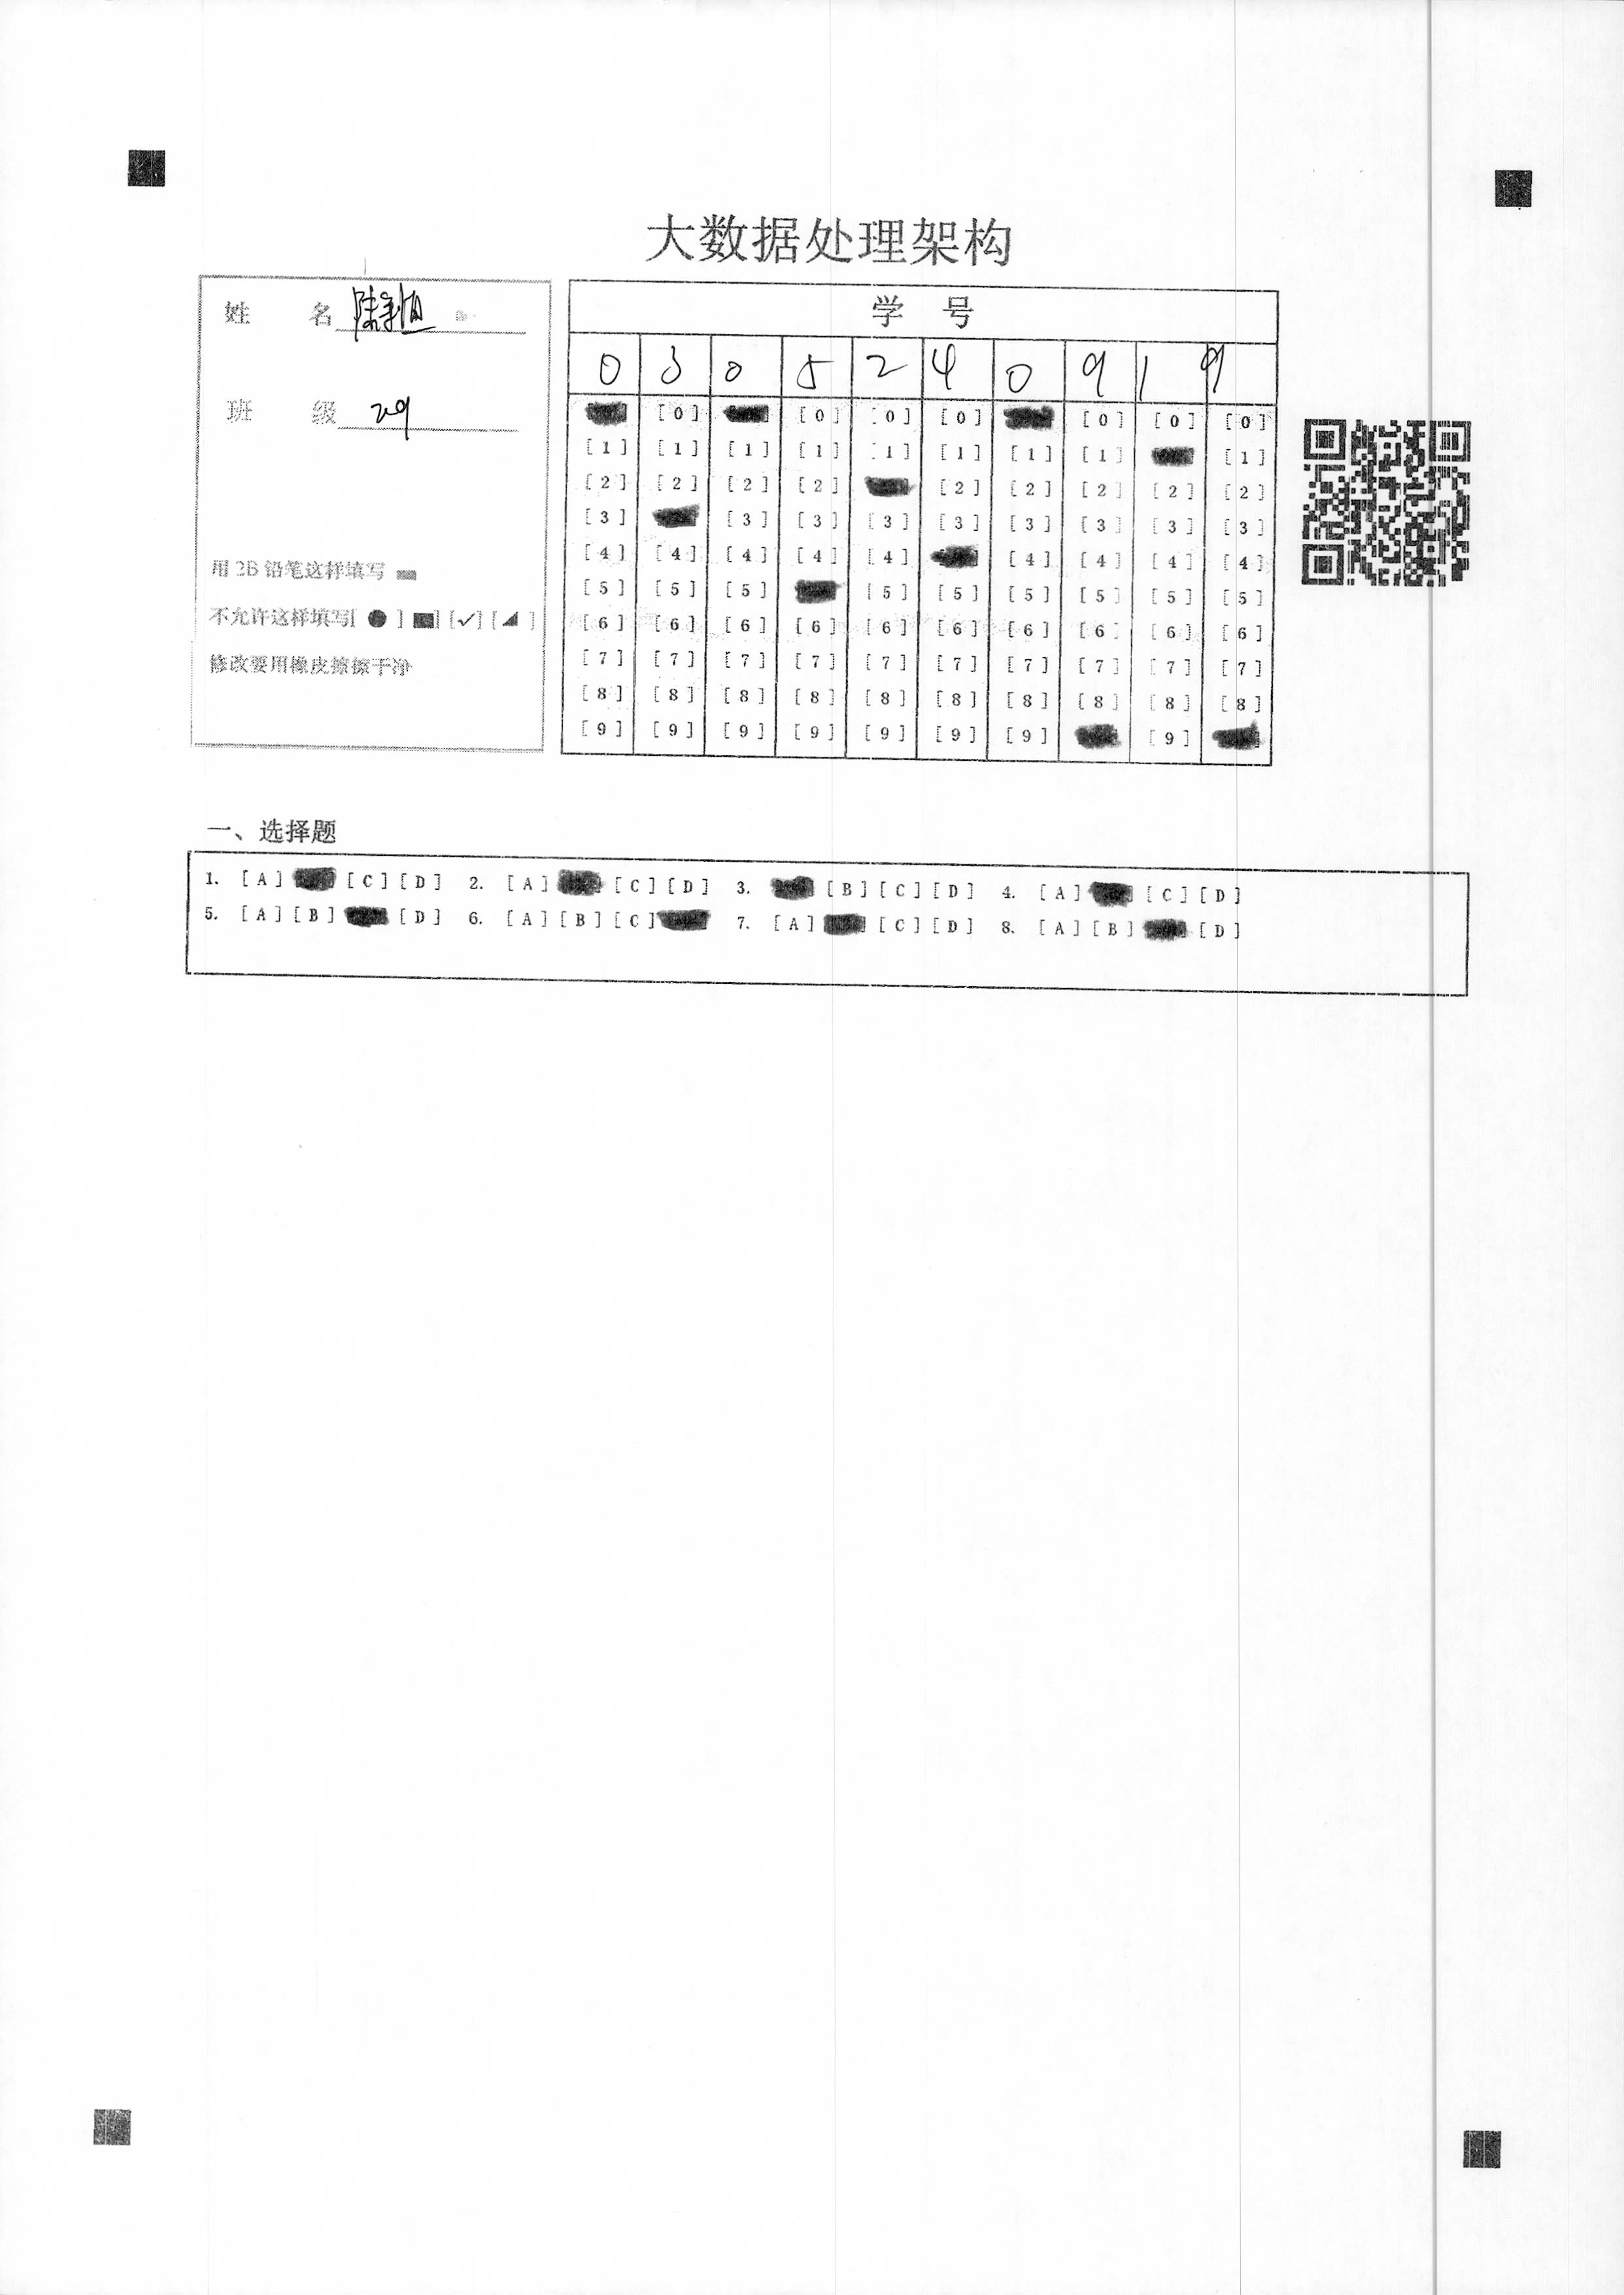 大数据处理架构
姓 名
班 级 209
用 2B 铅笔这样填写
不允许这样填写[ ● ] ■] [✓] [◢ ]
修改要用橡皮擦擦干净
学 号
0 3 0 5 2 4 0 9 1 9
[0] [0] [0] [0] [0] [0]
[1] [1] [1] [1] [1] [1] [1] [1] [1]
[2] [2] [2] [2] [2] [2] [2] [2] [2]
[3] [3] [3] [3] [3] [3] [3] [3] [3]
[4] [4] [4] [4] [4] [4] [4] [4] [4]
[5] [5] [5] [5] [5] [5] [5] [5] [5]
[6] [6] [6] [6] [6] [6] [6] [6] [6] [6]
[7] [7] [7] [7] [7] [7] [7] [7] [7] [7]
[8] [8] [8] [8] [8] [8] [8] [8] [8] [8]
[9] [9] [9] [9] [9] [9] [9] [9]
一、选择题
1. [A] [C] [D] 2. [A] [C] [D] 3. [B] [C] [D] 4. [A] [C] [D]
5. [A] [B] [D] 6. [A] [B] [C] 7. [A] [C] [D] 8. [A] [B] [D]